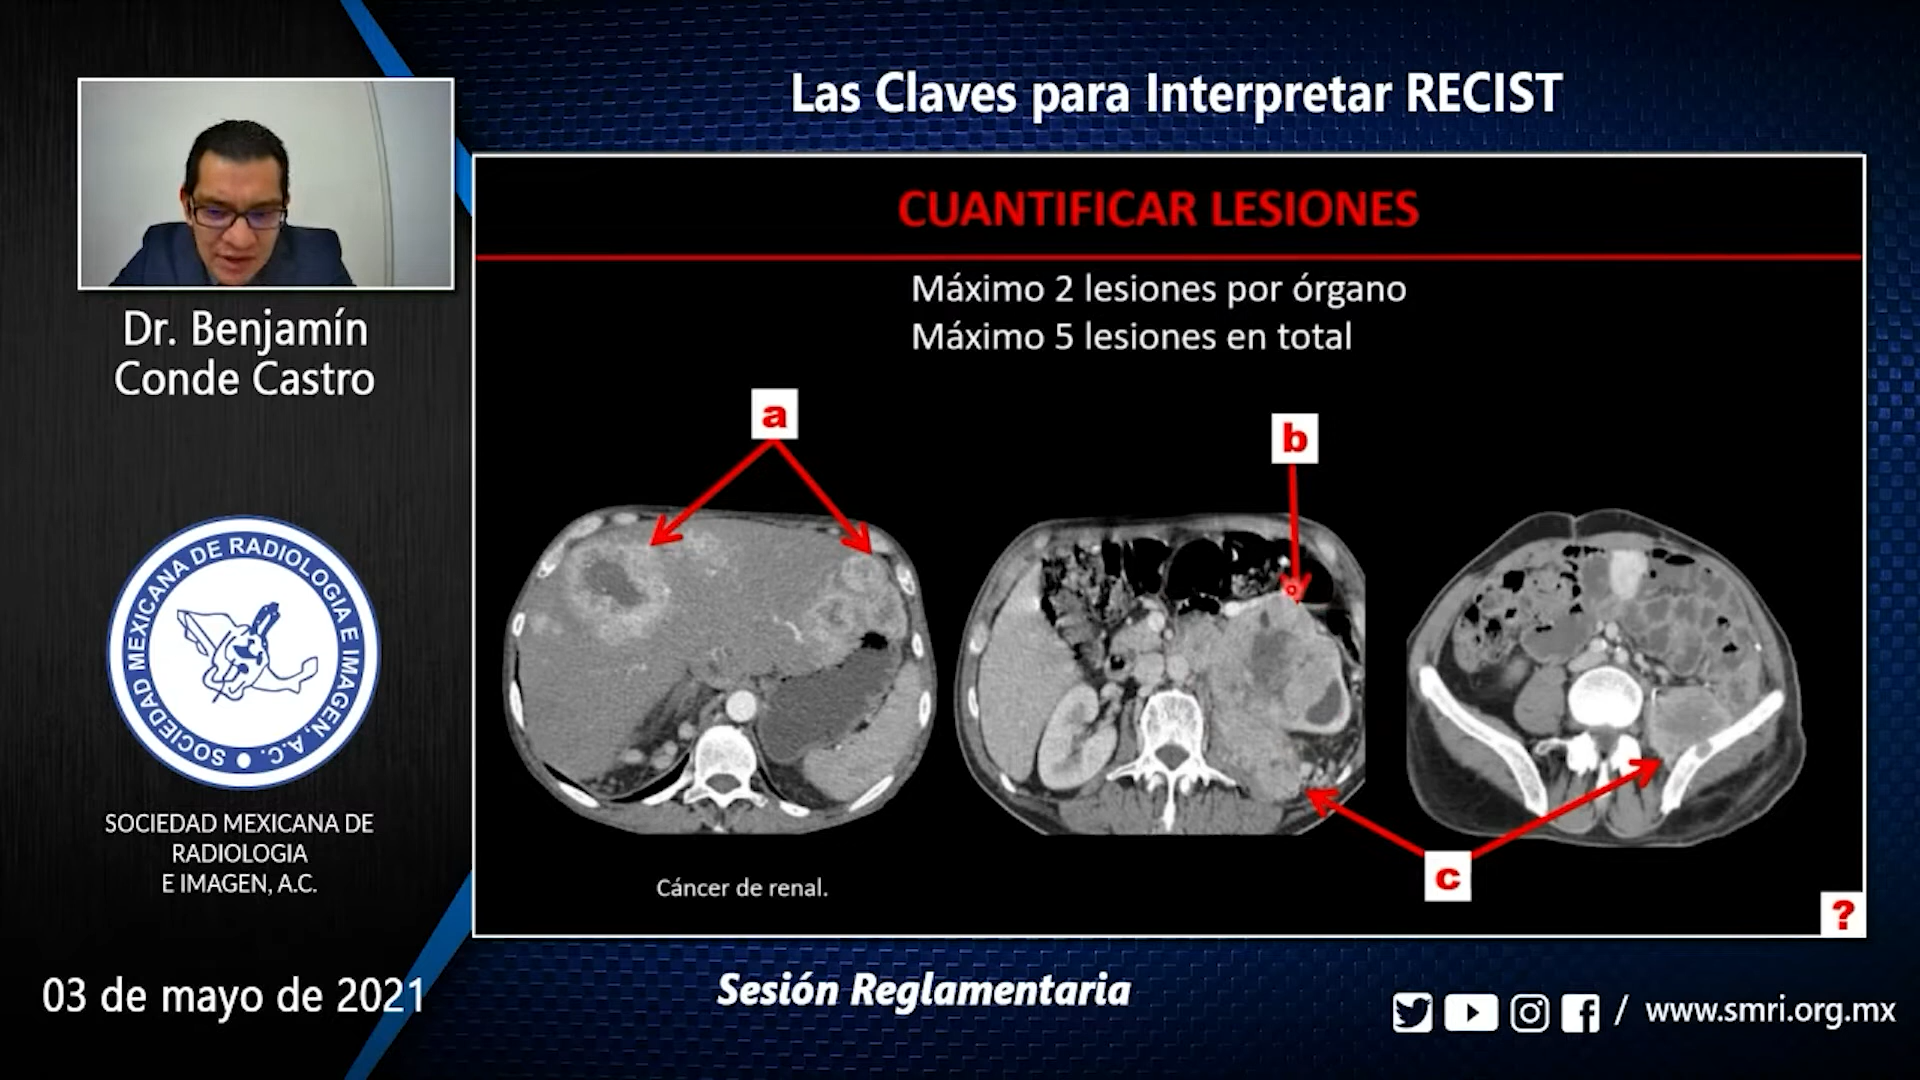 Las Claves para Interpretar RECIST
CUANTIFICAR LESIONES
Máximo 2 lesiones por órgano
Máximo 5 lesiones en total
Dr. Benjamín
Conde Castro
a
b
c
Cáncer de renal.
?
SOCIEDAD MEXICANA DE RADIOLOGIA E IMAGEN, A.C.
SOCIEDAD MEXICANA DE
RADIOLOGIA
E IMAGEN, A.C.
03 de mayo de 2021
Sesión Reglamentaria
/ www.smri.org.mx